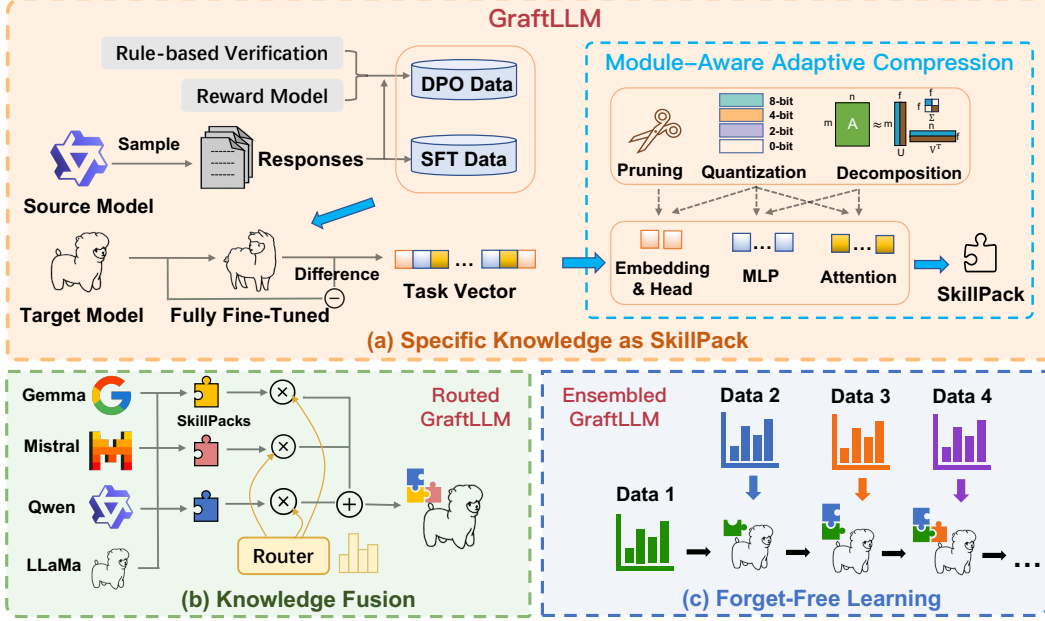 GraftLLM
Rule-based Verification
Reward Model
DPO Data
SFT Data
Sample
Responses
Source Model
Target Model
Fully Fine-Tuned
Difference
Task Vector
Module-Aware Adaptive Compression
Pruning
8-bit
4-bit
2-bit
0-bit
Quantization
n
m
A
≈
m
f
U
f
f
Σ
n
f
V^T
Decomposition
Embedding
& Head
MLP
Attention
SkillPack
(a) Specific Knowledge as SkillPack
Gemma
Mistral
Qwen
LLaMa
SkillPacks
Router
Routed
GraftLLM
(b) Knowledge Fusion
Ensembled
GraftLLM
Data 1
Data 2
Data 3
Data 4
...
(c) Forget-Free Learning